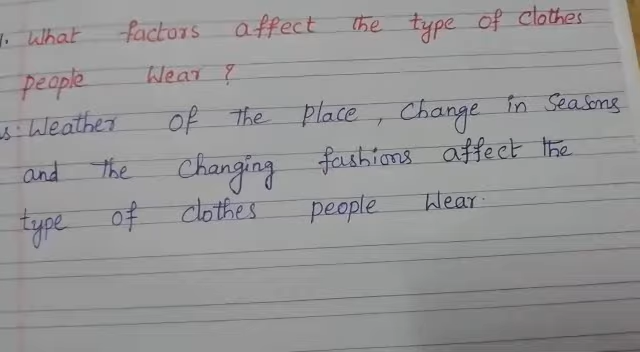 1. What factors affect the type of clothes
people Wear ?
s: Weather of the place, Change in Seasons
and the Changing fashions affect the
type of clothes people Wear.